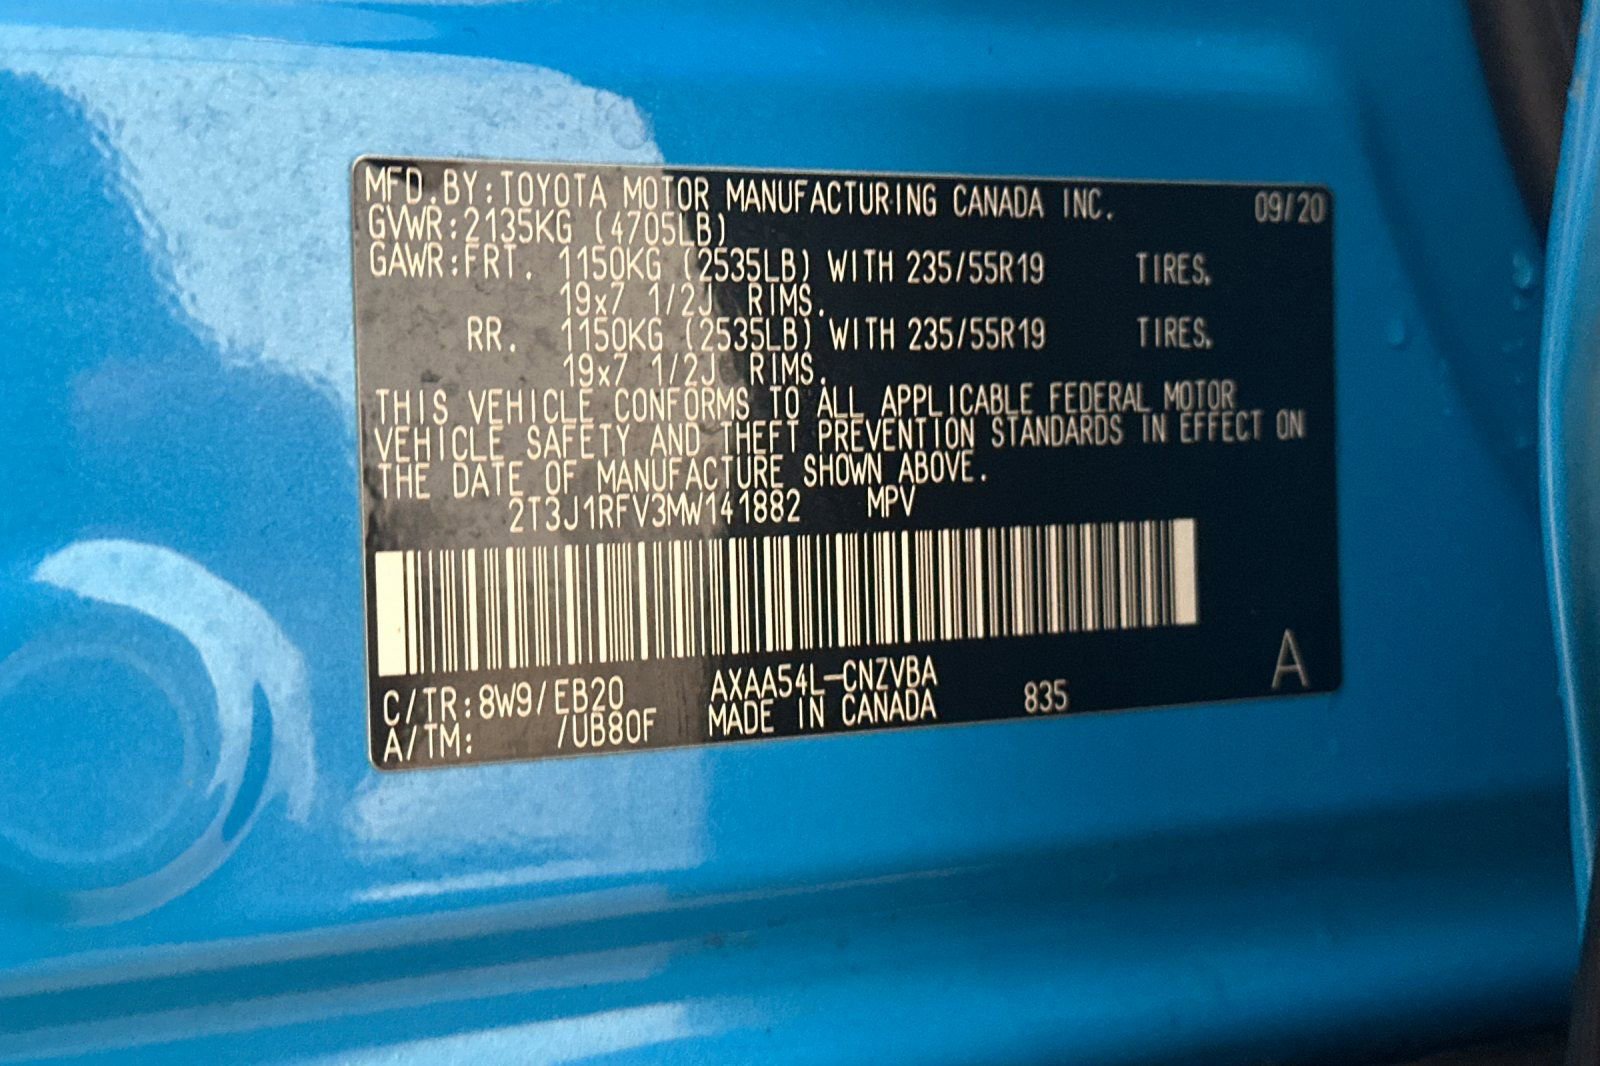 MFD. BY: TOYOTA MOTOR MANUFACTURING CANADA INC. 09/20
GVWR: 2135KG (4705LB)
GAWR: FRT. 1150KG (2535LB) WITH 235/55R19 TIRES,
19x7 1/2J RIMS.
RR. 1150KG (2535LB) WITH 235/55R19 TIRES,
19x7 1/2J RIMS.
THIS VEHICLE CONFORMS TO ALL APPLICABLE FEDERAL MOTOR
VEHICLE SAFETY AND THEFT PREVENTION STANDARDS IN EFFECT ON
THE DATE OF MANUFACTURE SHOWN ABOVE.
2T3J1RFV3MW141882 MPV
C/TR: 8W9/EB20 AXAA54L-CNZVBA 835 A
A/TM: /UB80F MADE IN CANADA